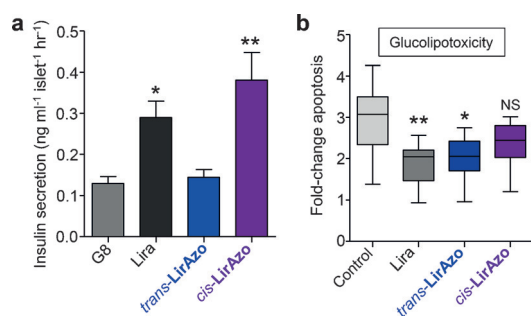 a
Insulin secretion (ng ml⁻¹ islet⁻¹ hr⁻¹)
0.5
0.4
0.3
0.2
0.1
0.0
*
**
G8
Lira
trans-LirAzo
cis-LirAzo
b
Glucolipotoxicity
Fold-change apoptosis
5
4
3
2
1
0
**
*
NS
Control
Lira
trans-LirAzo
cis-LirAzo